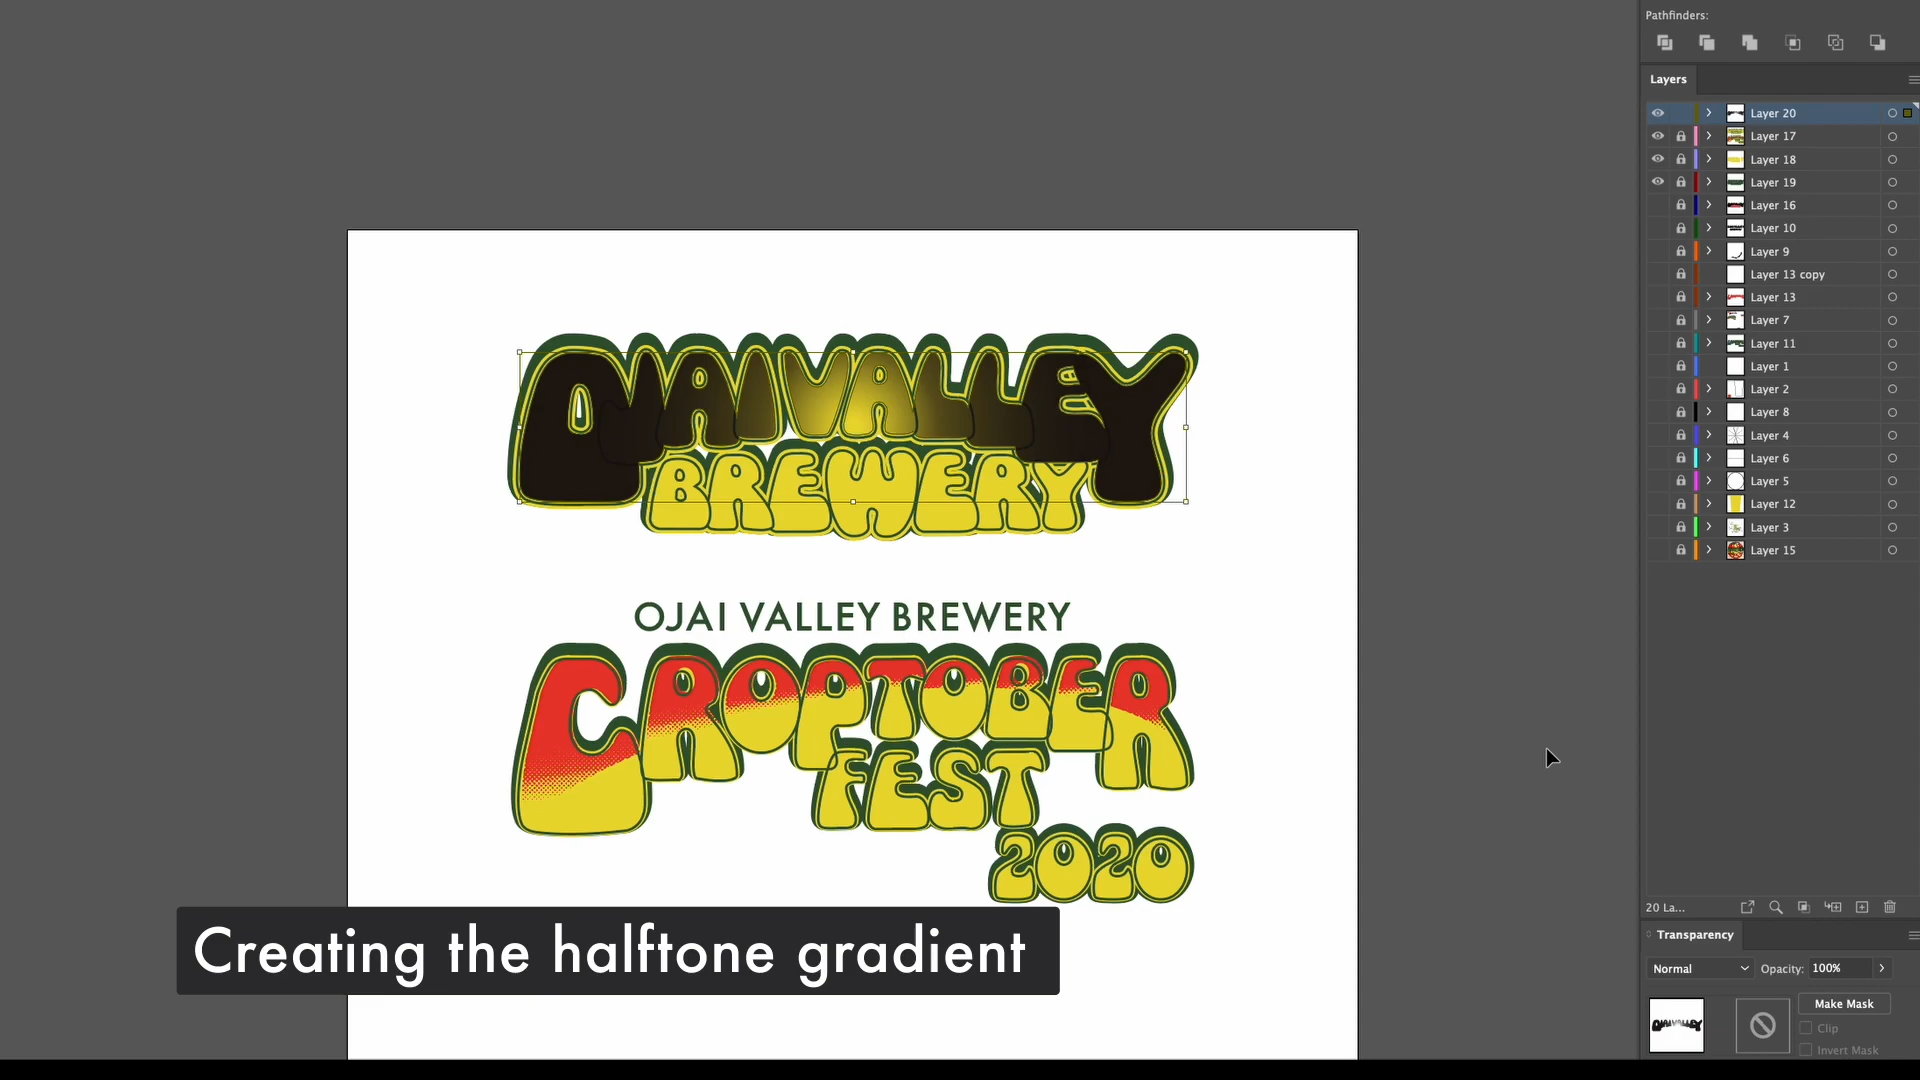 Pathfinders:
Layers
Layer 20
Layer 17
Layer 18
Layer 19
Layer 16
Layer 10
Layer 9
Layer 13 copy
Layer 13
Layer 7
Layer 11
Layer 1
Layer 2
Layer 8
Layer 4
Layer 6
Layer 5
Layer 12
Layer 3
Layer 15
OJAI VALLEY
BREWERY
OJAI VALLEY BREWERY
CROPTOBER
FEST
2020
Creating the halftone gradient
20 La...
Transparency
Normal
Opacity: 100%
Make Mask
Clip
Invert Mask